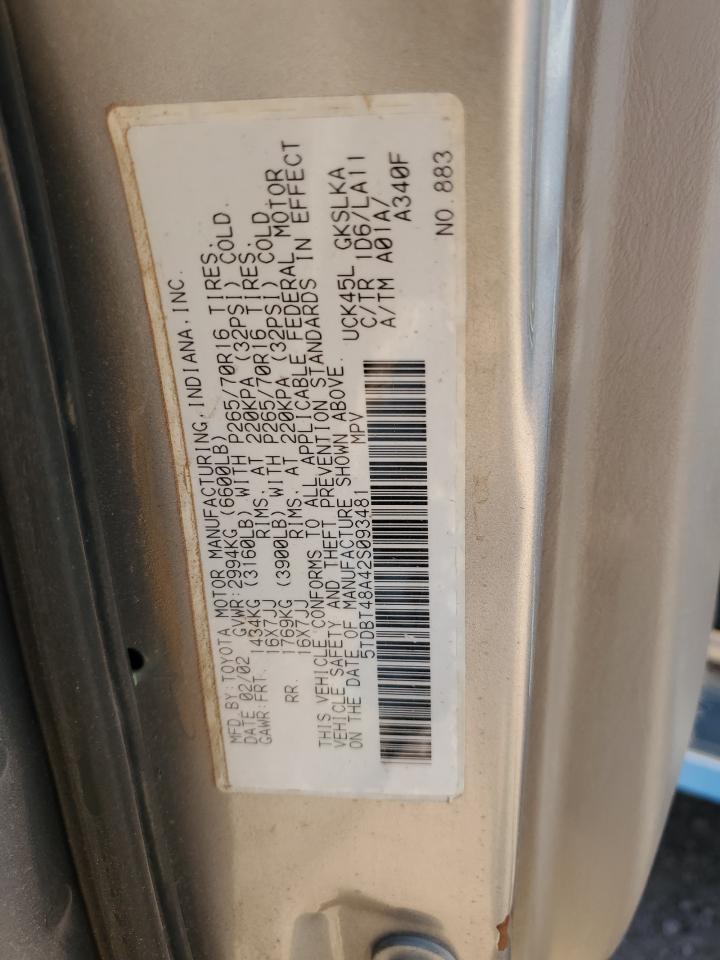 MFD BY: TOYOTA MOTOR MANUFACTURING, INDIANA, INC.
DATE 02/02 GVWR: 2994KG (6600LB)
GAWR: FRT. 1434KG (3160LB) WITH P265/70R16 TIRES.
16X7JJ RIMS. AT 220KPA (32PSI) COLD.
RR. 1769KG (3900LB) WITH P265/70R16 TIRES.
16X7JJ RIMS. AT 220KPA (32PSI) COLD
THIS VEHICLE CONFORMS TO ALL APPLICABLE FEDERAL MOTOR
VEHICLE SAFETY AND THEFT PREVENTION STANDARDS IN EFFECT
ON THE DATE OF MANUFACTURE SHOWN ABOVE.
5TDBT48A42S093481 MPV
UCK45L GKSLKA
C/TR 1D6/LA11
A/TM A01A/
A340F
NO. 883